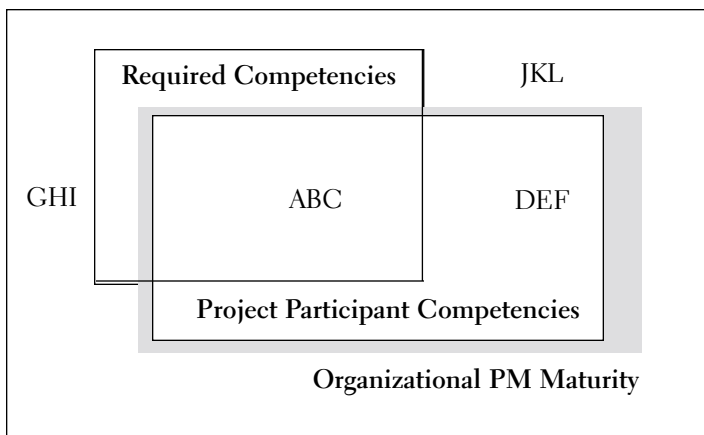 Required Competencies
JKL
GHI
ABC
DEF
Project Participant Competencies
Organizational PM Maturity